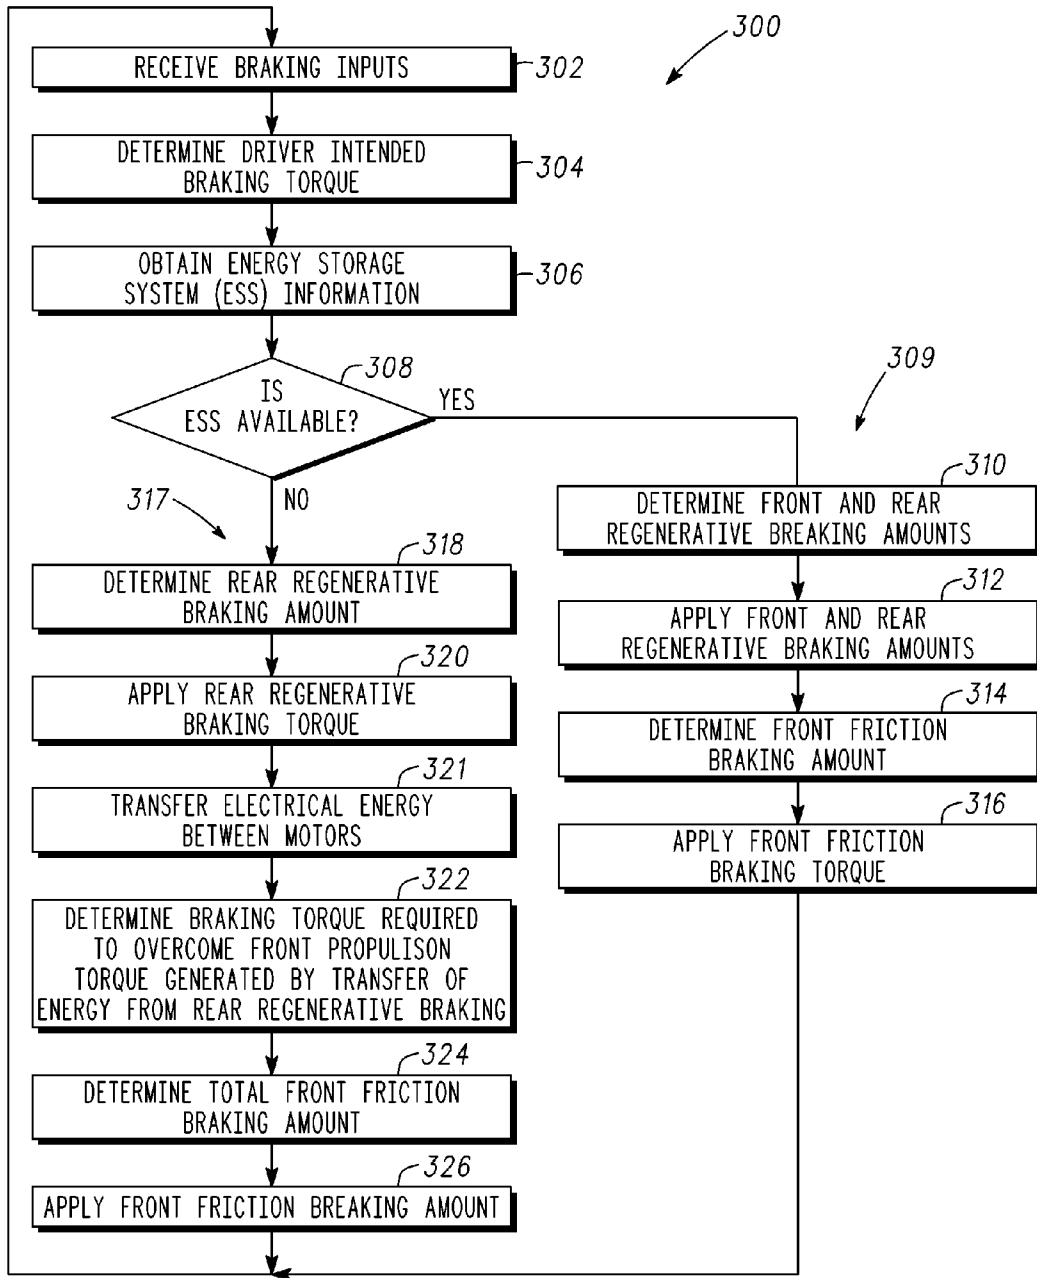 300
RECEIVE BRAKING INPUTS
302
DETERMINE DRIVER INTENDED
BRAKING TORQUE
304
OBTAIN ENERGY STORAGE
SYSTEM (ESS) INFORMATION
306
308
IS
ESS AVAILABLE?
YES
NO
309
310
DETERMINE FRONT AND REAR
REGENERATIVE BREAKING AMOUNTS
312
APPLY FRONT AND REAR
REGENERATIVE BRAKING AMOUNTS
314
DETERMINE FRONT FRICTION
BRAKING AMOUNT
316
APPLY FRONT FRICTION
BRAKING TORQUE
317
318
DETERMINE REAR REGENERATIVE
BRAKING AMOUNT
320
APPLY REAR REGENERATIVE
BRAKING TORQUE
321
TRANSFER ELECTRICAL ENERGY
BETWEEN MOTORS
322
DETERMINE BRAKING TORQUE REQUIRED
TO OVERCOME FRONT PROPULISON
TORQUE GENERATED BY TRANSFER OF
ENERGY FROM REAR REGENERATIVE BRAKING
324
DETERMINE TOTAL FRONT FRICTION
BRAKING AMOUNT
326
APPLY FRONT FRICTION BREAKING AMOUNT